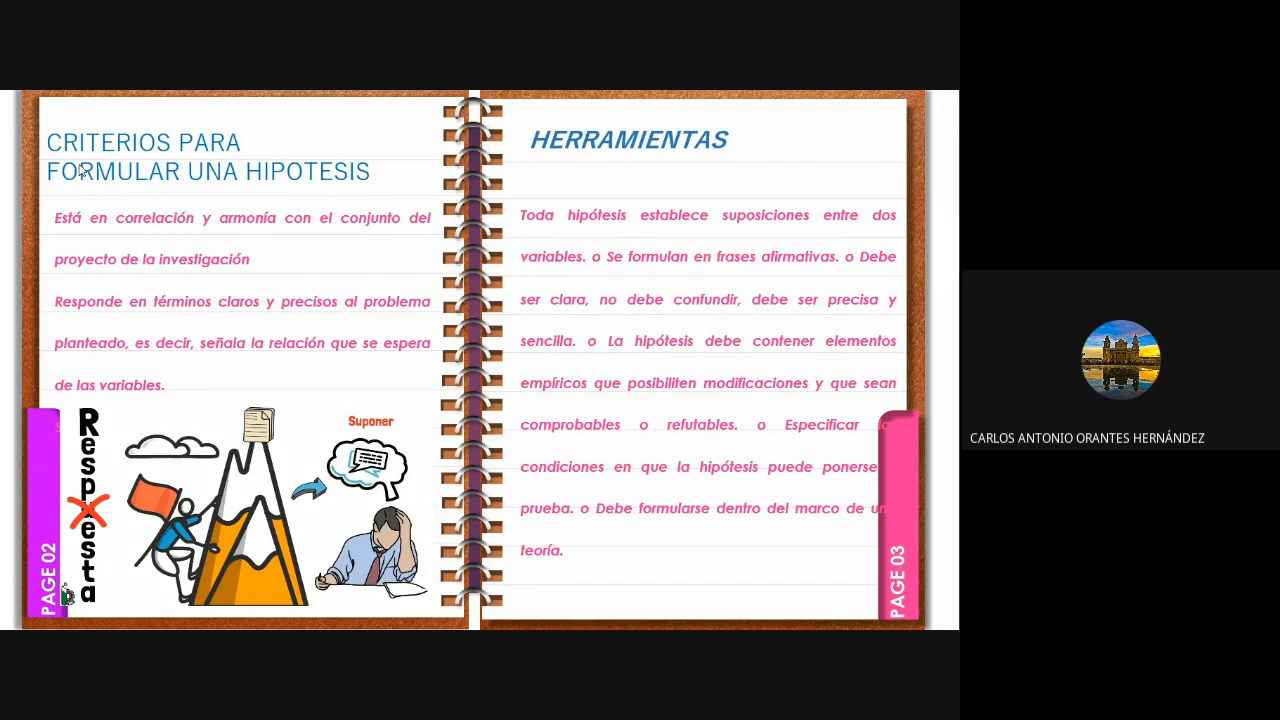 CRITERIOS PARA
FORMULAR UNA HIPOTESIS
Está en correlación y armonía con el conjunto del
proyecto de la investigación
Responde en términos claros y precisos al problema
planteado, es decir, señala la relación que se espera
de las variables.
Respuesta
Suponer
PAGE 02
HERRAMIENTAS
Toda hipótesis establece suposiciones entre dos
variables. o Se formulan en frases afirmativas. o Debe
ser clara, no debe confundir, debe ser precisa y
sencilla. o La hipótesis debe contener elementos
empíricos que posibiliten modificaciones y que sean
comprobables o refutables. o Especificar
condiciones en que la hipótesis puede ponerse
prueba. o Debe formularse dentro del marco de
teoría.
PAGE 03
CARLOS ANTONIO ORANTES HERNÁNDEZ